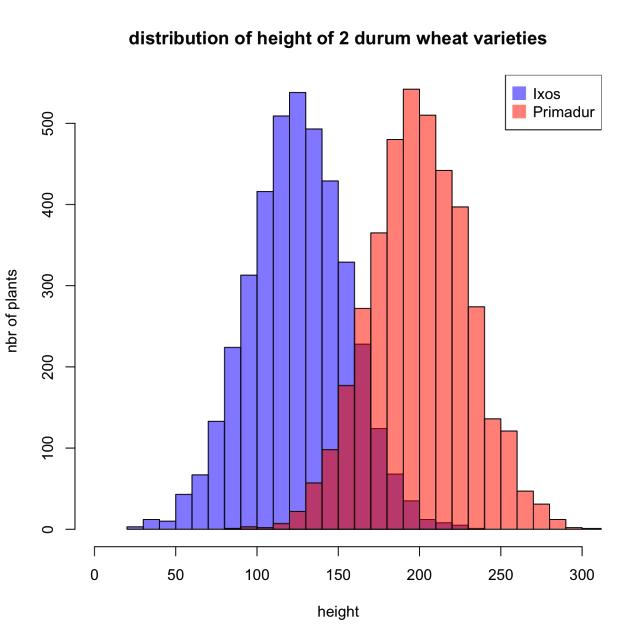 distribution of height of 2 durum wheat varieties
Ixos
Primadur
nbr of plants
500
400
300
200
100
0
0 50 100 150 200 250 300
height